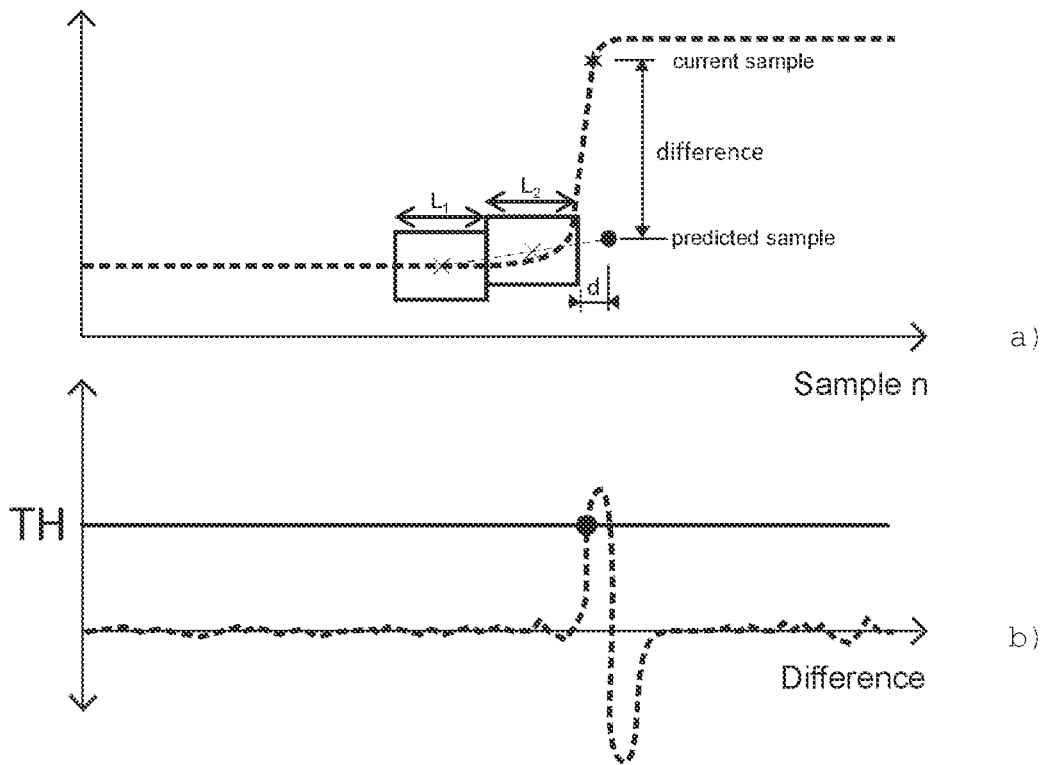 current sample
difference
L₁
L₂
predicted sample
d
a)
Sample n
TH
b)
Difference